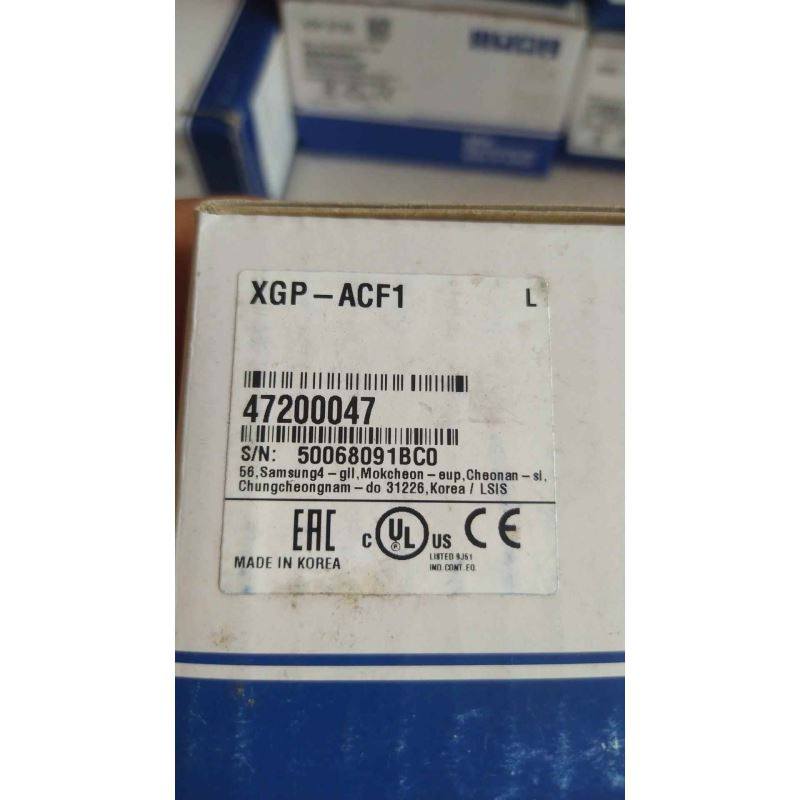 XGP-ACF1 L
47200047
S/N: 50068091BC0
56,Samsung4-gil,Mokcheon-eup,Cheonan-si,
Chungcheongnam-do 31226,Korea / LSIS
EAC C UL US CE
®
LISTED 9J51
MADE IN KOREA IND.CONT.EQ.